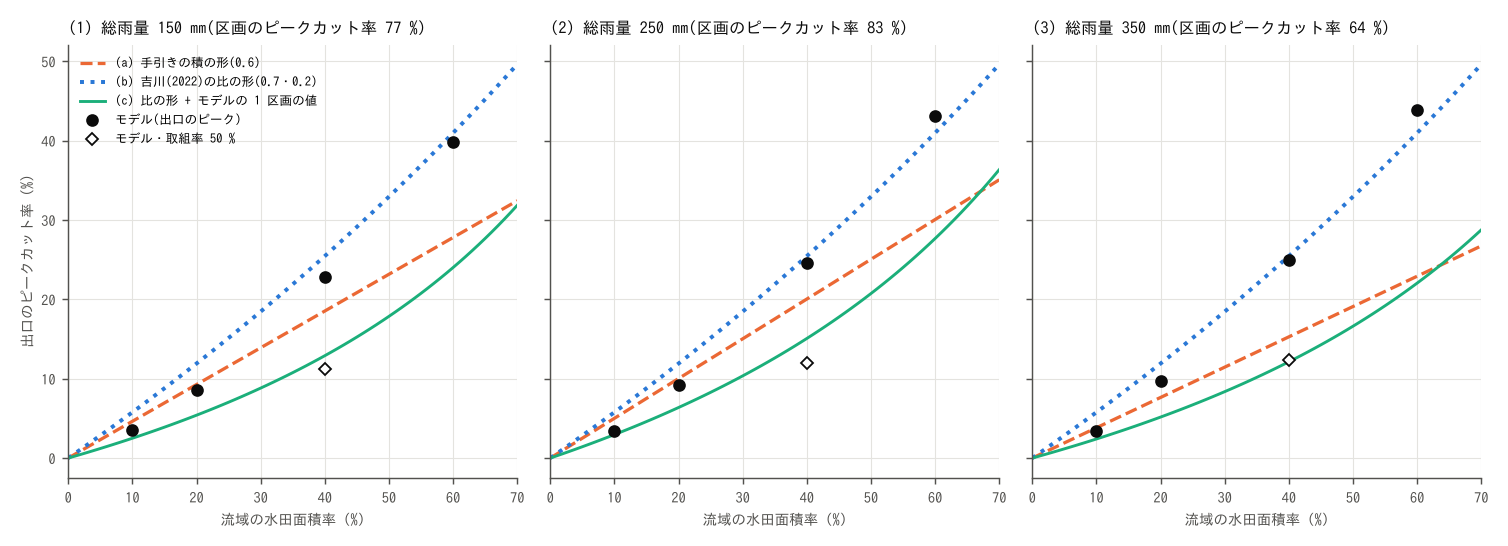 (1) 総雨量 150 mm(区画のピークカット率 77 %)
(a) 手引きの積の形(0.6)
(b) 吉川(2022)の比の形(0.7・0.2)
(c) 比の形 + モデルの 1 区画の値
モデル(出口のピーク)
モデル・取組率 50 %
出口のピークカット率 (%)
50
40
30
20
10
0
0 10 20 30 40 50 60 70
流域の水田面積率 (%)
(2) 総雨量 250 mm(区画のピークカット率 83 %)
0 10 20 30 40 50 60 70
流域の水田面積率 (%)
(3) 総雨量 350 mm(区画のピークカット率 64 %)
0 10 20 30 40 50 60 70
流域の水田面積率 (%)